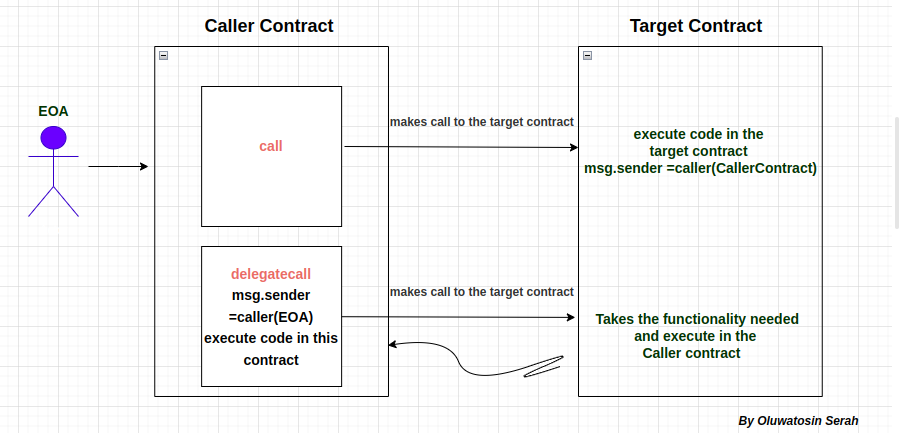 Caller Contract
Target Contract
EOA
call
makes call to the target contract
execute code in the
target contract
msg.sender =caller(CallerContract)
delegatecall
msg.sender
=caller(EOA)
execute code in this
contract
makes call to the target contract
Takes the functionality needed
and execute in the
Caller contract
By Oluwatosin Serah